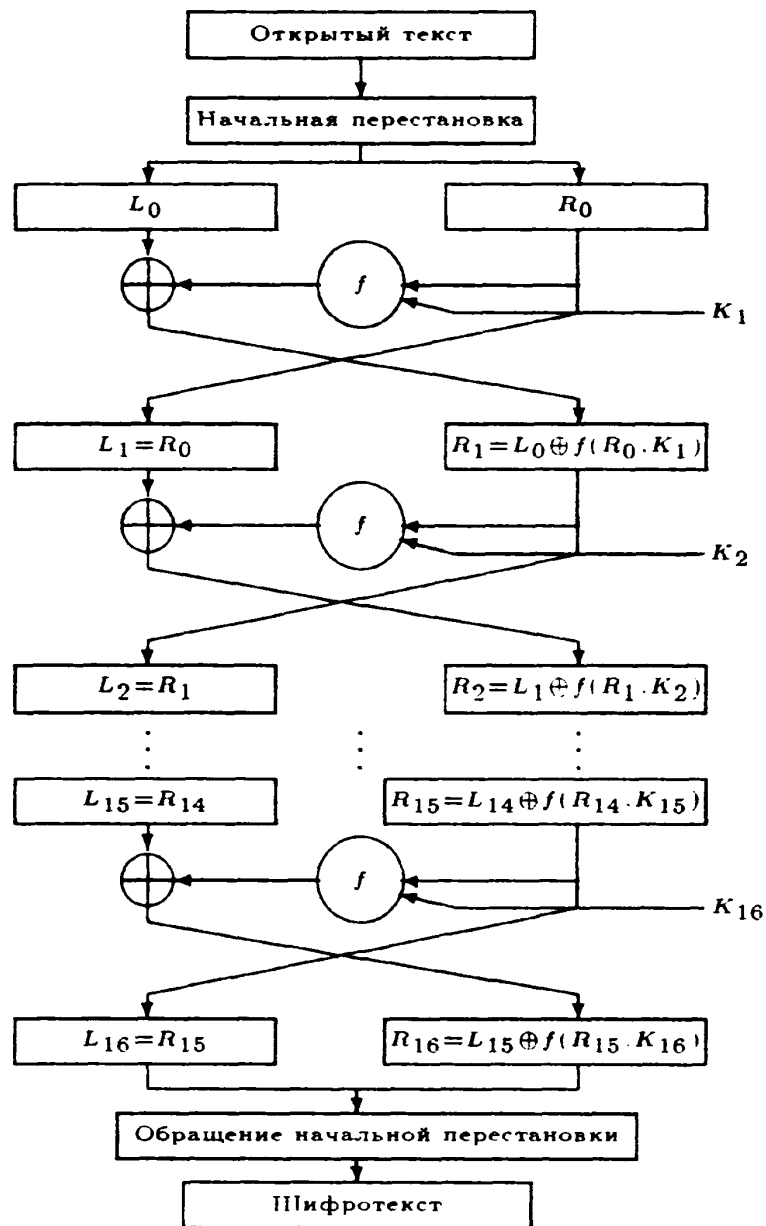 Открытый текст
Начальная перестановка
L₀ R₀
f
K₁
L₁=R₀ R₁=L₀⊕f(R₀.K₁)
f
K₂
L₂=R₁ R₂=L₁⊕f(R₁.K₂)
L₁₅=R₁₄ R₁₅=L₁₄⊕f(R₁₄.K₁₅)
f
K₁₆
L₁₆=R₁₅ R₁₆=L₁₅⊕f(R₁₅.K₁₆)
Обращение начальной перестановки
Шифротекст